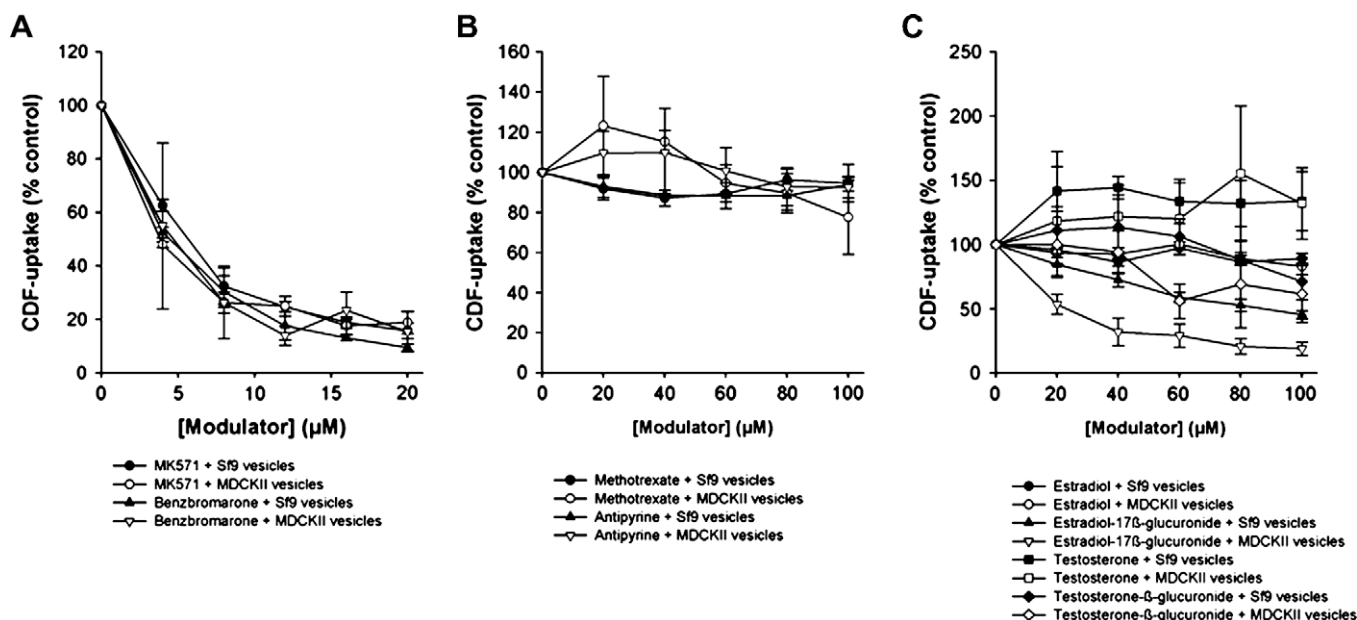 A
120
100
80
60
40
20
0
CDF-uptake (% control)
0 5 10 15 20
[Modulator] (µM)
MK571 + Sf9 vesicles
MK571 + MDCKII vesicles
Benzbromarone + Sf9 vesicles
Benzbromarone + MDCKII vesicles
B
160
140
120
100
80
60
40
20
0
CDF-uptake (% control)
0 20 40 60 80 100
[Modulator] (µM)
Methotrexate + Sf9 vesicles
Methotrexate + MDCKII vesicles
Antipyrine + Sf9 vesicles
Antipyrine + MDCKII vesicles
C
250
200
150
100
50
0
CDF-uptake (% control)
0 20 40 60 80 100
[Modulator] (µM)
Estradiol + Sf9 vesicles
Estradiol + MDCKII vesicles
Estradiol-17ß-glucuronide + Sf9 vesicles
Estradiol-17ß-glucuronide + MDCKII vesicles
Testosterone + Sf9 vesicles
Testosterone + MDCKII vesicles
Testosterone-ß-glucuronide + Sf9 vesicles
Testosterone-ß-glucuronide + MDCKII vesicles